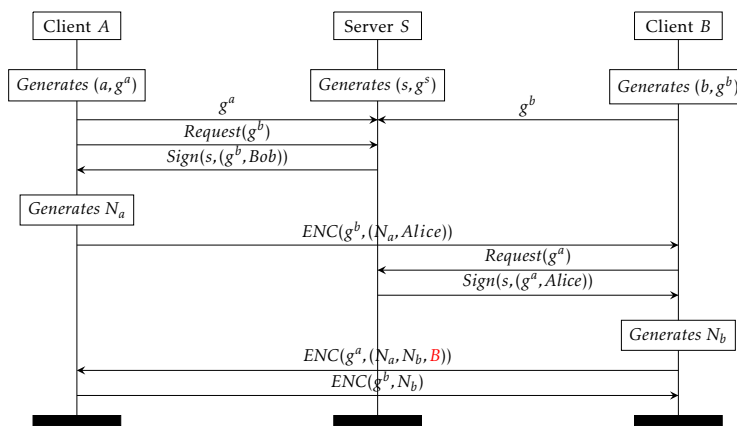 Client A Server S Client B
Generates (a, g^a) Generates (s, g^s) Generates (b, g^b)
g^a g^b
Request(g^b)
Sign(s, (g^b, Bob))
Generates N_a
ENC(g^b, (N_a, Alice))
Request(g^a)
Sign(s, (g^a, Alice))
Generates N_b
ENC(g^a, (N_a, N_b, B))
ENC(g^b, N_b)